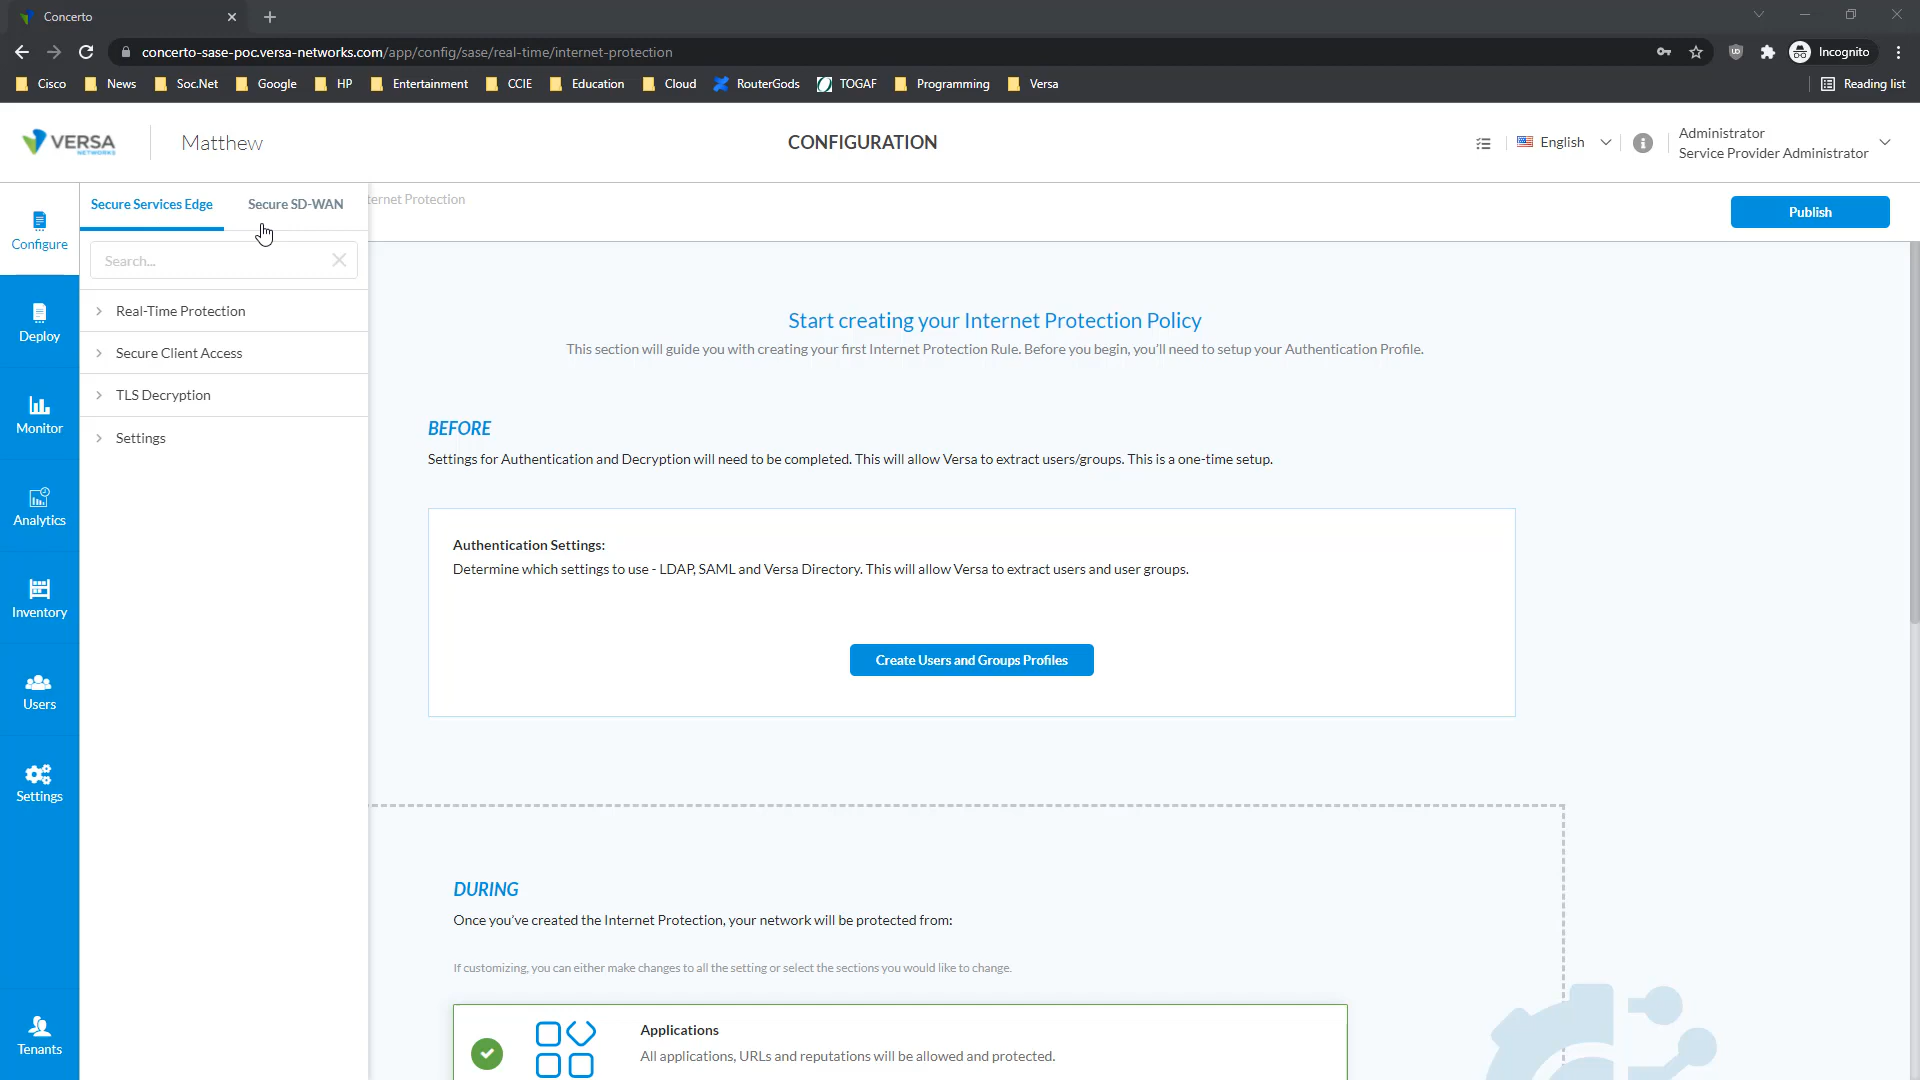 Concerto
concerto-sase-poc.versa-networks.com/app/config/sase/real-time/internet-protection
Incognito
Cisco
News
Soc.Net
Google
HP
Entertainment
CCIE
Education
Cloud
RouterGods
TOGAF
Programming
Versa
Reading list
VERSA
NETWORKS
Matthew
CONFIGURATION
English
Administrator
Service Provider Administrator
Configure
Deploy
Monitor
Analytics
Inventory
Users
Settings
Tenants
Secure Services Edge
Secure SD-WAN
Search...
Real-Time Protection
Secure Client Access
TLS Decryption
Settings
ternet Protection
Publish
Start creating your Internet Protection Policy
This section will guide you with creating your first Internet Protection Rule. Before you begin, you'll need to setup your Authentication Profile.
BEFORE
Settings for Authentication and Decryption will need to be completed. This will allow Versa to extract users/groups. This is a one-time setup.
Authentication Settings:
Determine which settings to use - LDAP, SAML and Versa Directory. This will allow Versa to extract users and user groups.
Create Users and Groups Profiles
DURING
Once you've created the Internet Protection, your network will be protected from:
If customizing, you can either make changes to all the setting or select the sections you would like to change.
Applications
All applications, URLs and reputations will be allowed and protected.